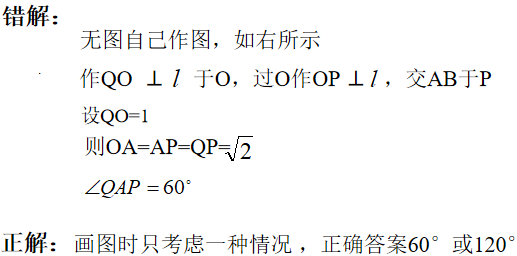 错解：
无图自己作图，如右所示
作QO ⊥ l 于O，过O作OP ⊥ l ，交AB于P
设QO=1
则OA=AP=QP=√2
∠QAP = 60°
正解：画图时只考虑一种情况 ，正确答案60° 或120°